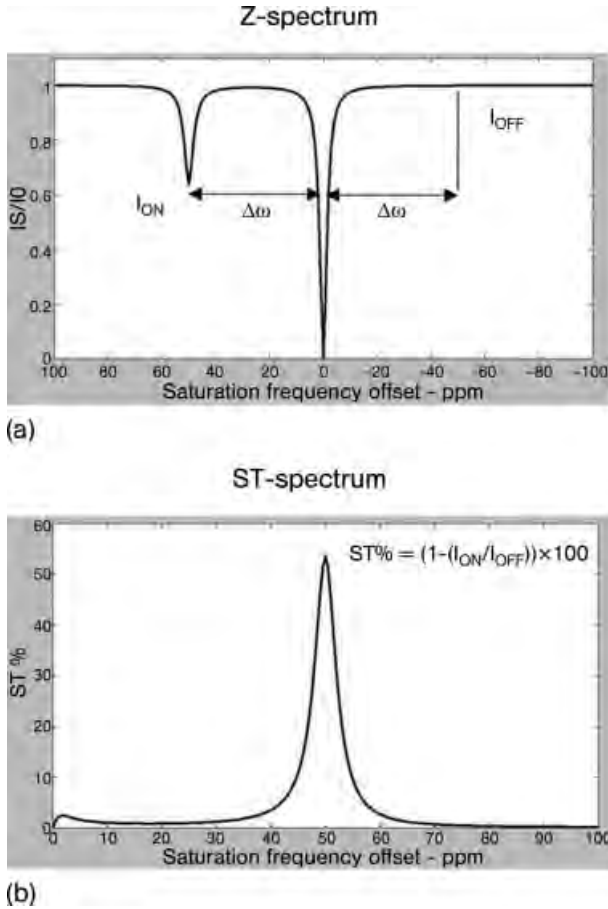 Z-spectrum
1
0.8
0.6
0.4
0.2
0
IS/I0
I_ON
I_OFF
Δω
Δω
100
80
60
40
20
0
-20
-40
-60
-80
-100
Saturation frequency offset - ppm
(a)
ST-spectrum
60
50
40
30
20
10
0
ST %
ST% = (1-(I_ON/I_OFF))×100
0
10
20
30
40
50
60
70
80
90
100
Saturation frequency offset - ppm
(b)